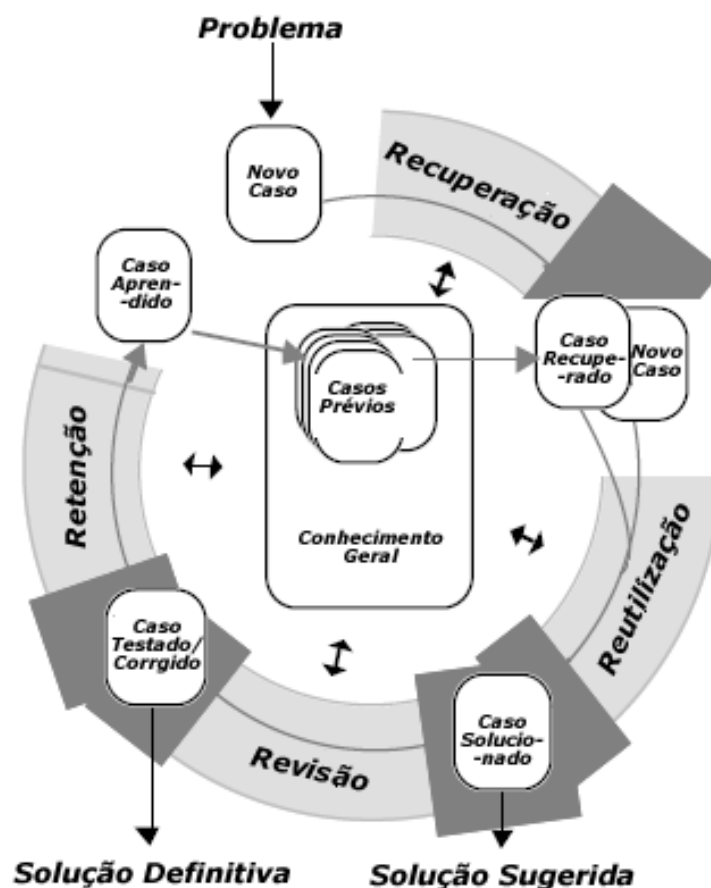 Problema
Novo
Caso
Recuperação
Caso
Apren-
-dido
Caso
Recupe-
-rado
Novo
Caso
Casos
Prévios
Conhecimento
Geral
Retenção
Reutilização
Caso
Testado/
Corrgido
Revisão
Caso
Solucio-
-nado
Solução Definitiva
Solução Sugerida